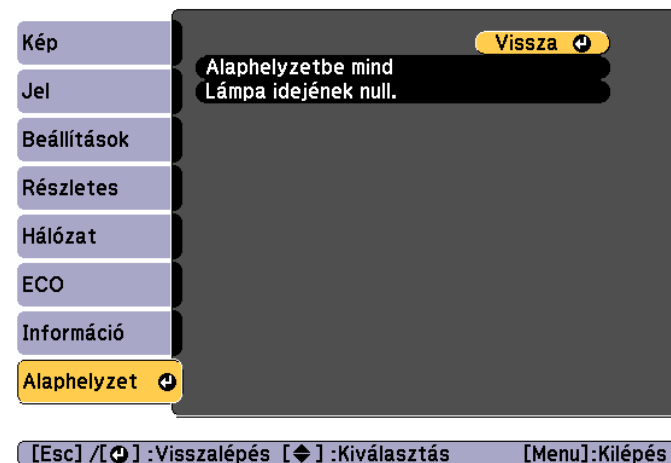 Kép
Jel
Beállítások
Részletes
Hálózat
ECO
Információ
Alaphelyzet
Vissza
Alaphelyzetbe mind
Lámpa idejének null.
[Esc] /[ ] :Visszalépés [ ] :Kiválasztás [Menu]:Kilépés